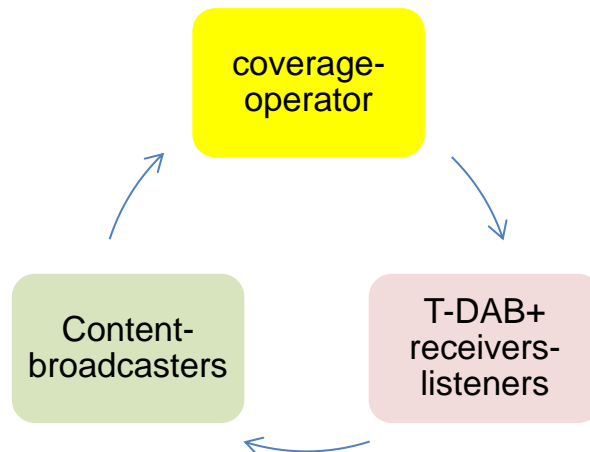 coverage-
operator
Content-
broadcasters
T-DAB+
receivers-
listeners